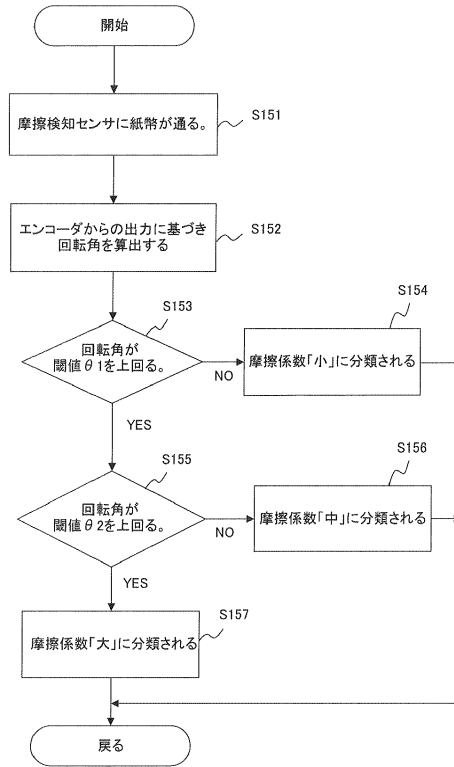 開始
摩擦検知センサに紙幣が通る。
S151
エンコーダからの出力に基づき
回転角を算出する
S152
S153
回転角が
閾値θ1を上回る。
NO
S154
摩擦係数「小」に分類される
YES
S155
回転角が
閾値θ2を上回る。
NO
S156
摩擦係数「中」に分類される
YES
S157
摩擦係数「大」に分類される
戻る